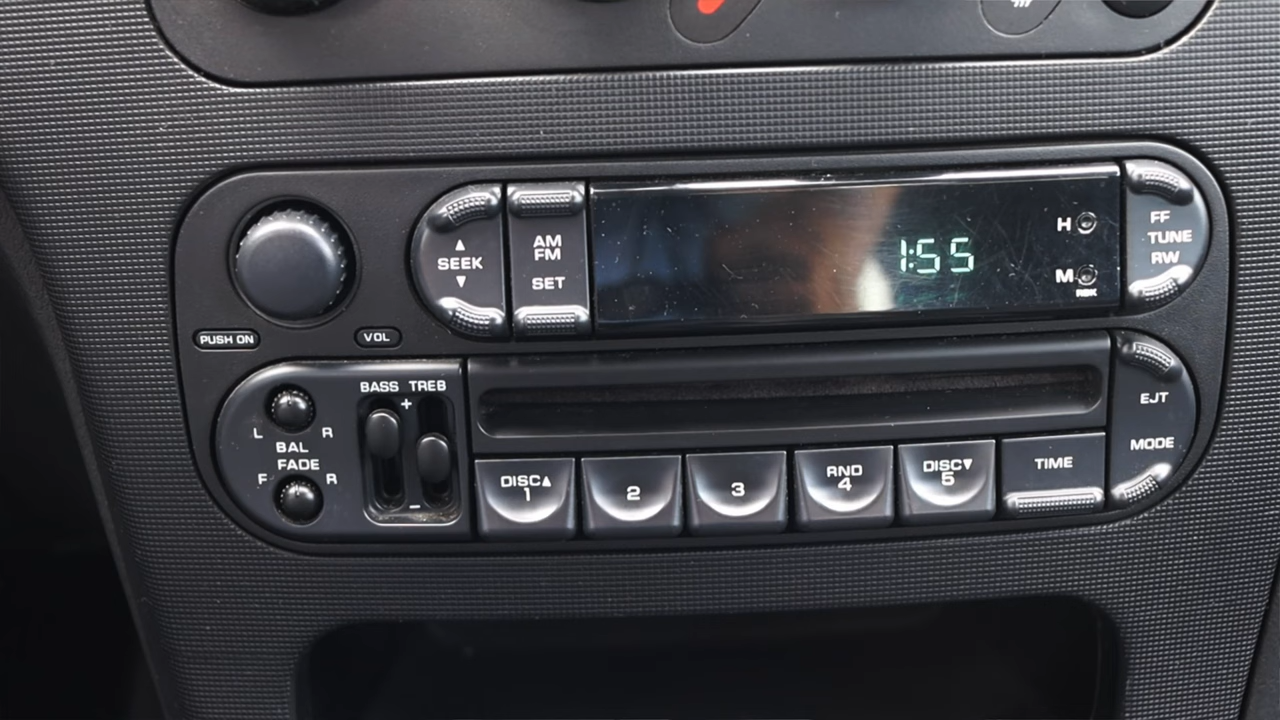 ▲
SEEK
▼
AM
FM
SET
1:55
H
M
RBK
FF
TUNE
RW
PUSH ON
VOL
BASS TREB
+
−
L R
BAL
FADE
F R
DISC▲
1
2
3
RND
4
DISC▼
5
TIME
EJT
MODE